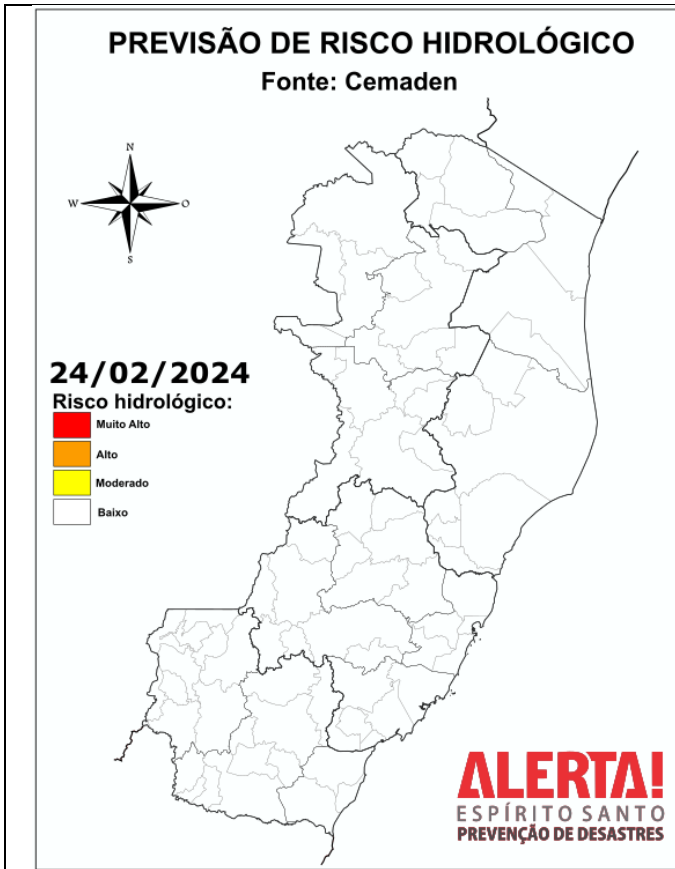 PREVISÃO DE RISCO HIDROLÓGICO
Fonte: Cemaden
N
W
O
S
24/02/2024
Risco hidrológico:
Muito Alto
Alto
Moderado
Baixo
ALERTA!
ESPÍRITO SANTO
PREVENÇÃO DE DESASTRES